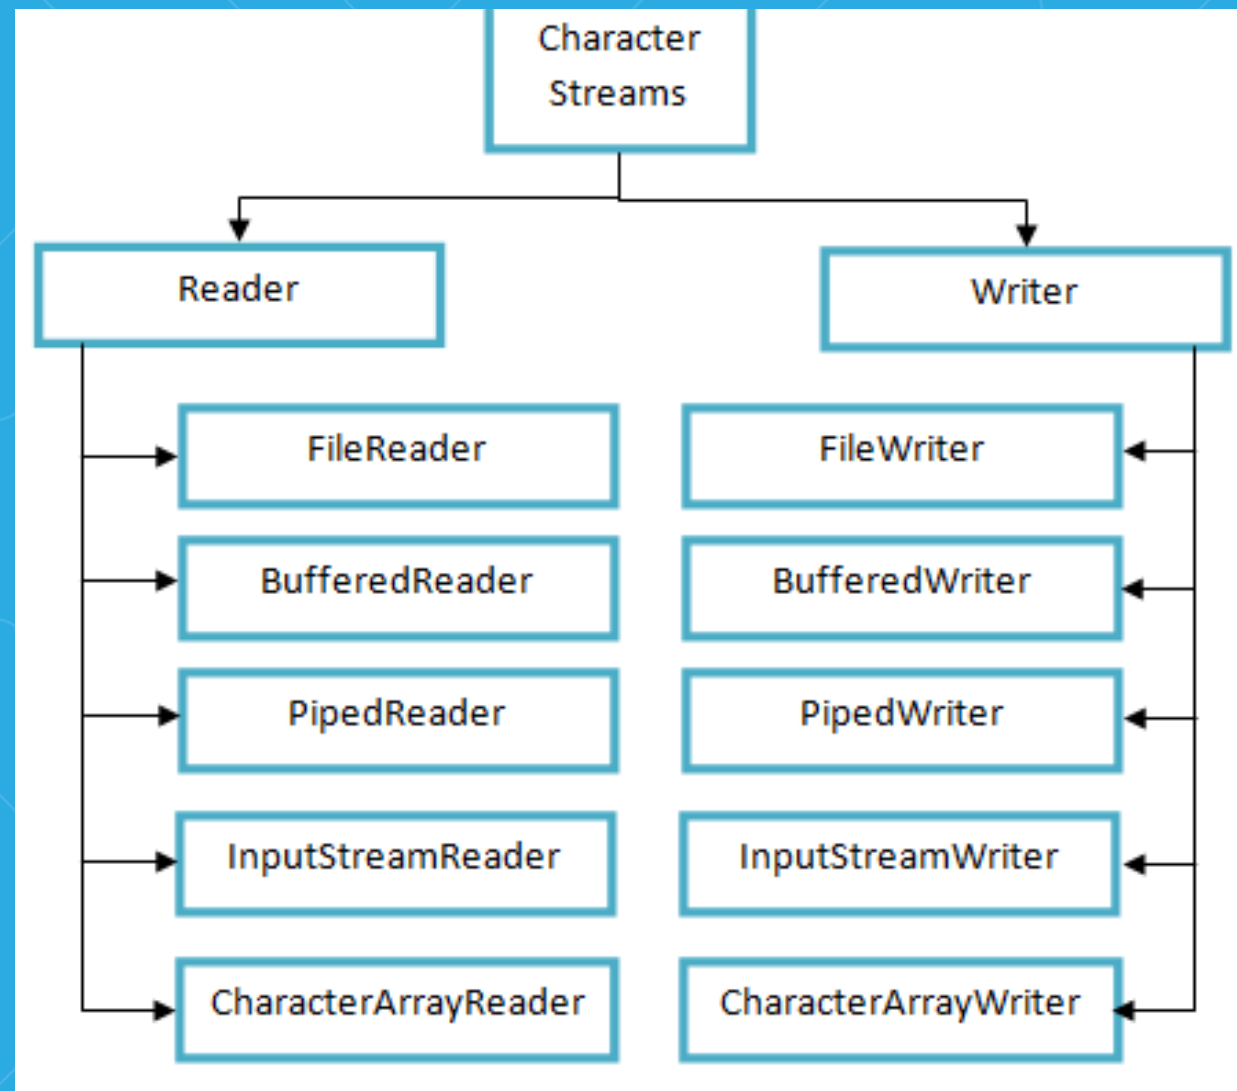 Character
Streams
Reader
Writer
FileReader
FileWriter
BufferedReader
BufferedWriter
PipedReader
PipedWriter
InputStreamReader
InputStreamWriter
CharacterArrayReader
CharacterArrayWriter